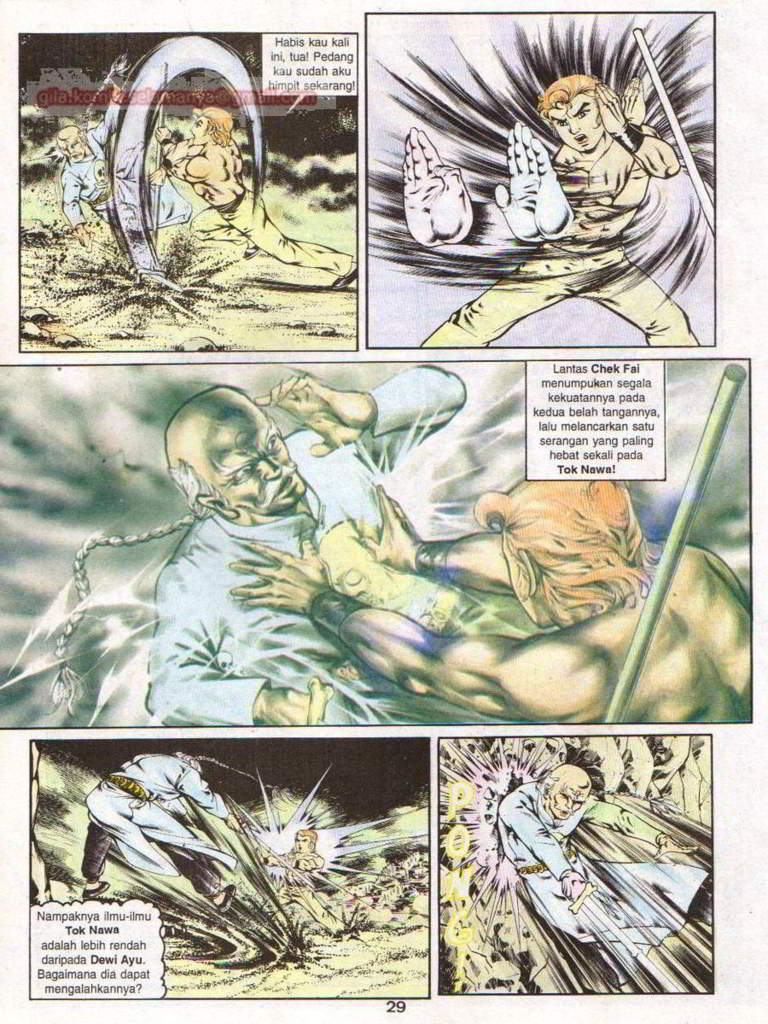 Habis kau kali
ini, tua! Pedang
kau sudah aku
himpit sekarang!
Lantas Chek Fai
menumpukan segala
kekuatannya pada
kedua belah tangannya,
lalu melancarkan satu
serangan yang paling
hebat sekali pada
Tok Nawa!
Nampaknya ilmu-ilmu
Tok Nawa
adalah lebih rendah
daripada Dewi Ayu.
Bagaimana dia dapat
mengalahkannya?
PONG!
29